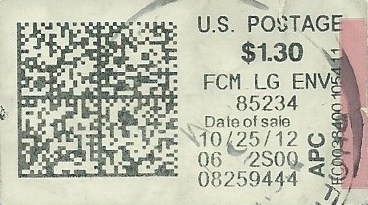 U.S. POSTAGE
$1.30
FCM LG ENV
85234
Date of sale
10/25/12
06 2S00
08259444
APC